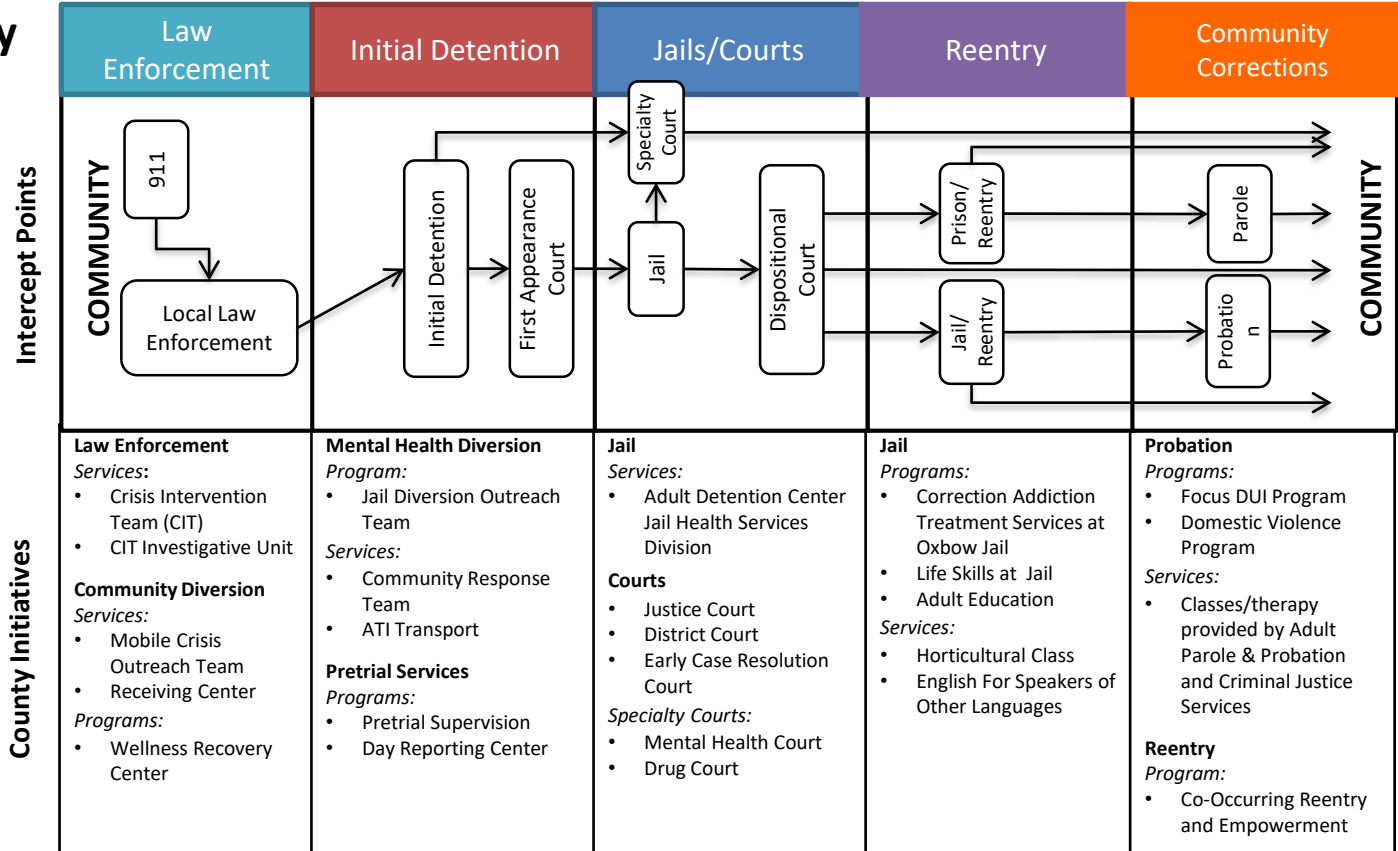 y
Law
Enforcement
Initial Detention
Jails/Courts
Reentry
Community
Corrections
Intercept Points
COMMUNITY
911
Local Law
Enforcement
Initial Detention
First Appearance
Court
Specialty
Court
Jail
Dispositional
Court
Prison/
Reentry
Jail/
Reentry
Parole
Probatio
n
COMMUNITY
County Initiatives
Law Enforcement
Services:
• Crisis Intervention
Team (CIT)
• CIT Investigative Unit
Community Diversion
Services:
• Mobile Crisis
Outreach Team
• Receiving Center
Programs:
• Wellness Recovery
Center
Mental Health Diversion
Program:
• Jail Diversion Outreach
Team
Services:
• Community Response
Team
• ATI Transport
Pretrial Services
Programs:
• Pretrial Supervision
• Day Reporting Center
Jail
Services:
• Adult Detention Center
Jail Health Services
Division
Courts
• Justice Court
• District Court
• Early Case Resolution
Court
Specialty Courts:
• Mental Health Court
• Drug Court
Jail
Programs:
• Correction Addiction
Treatment Services at
Oxbow Jail
• Life Skills at Jail
• Adult Education
Services:
• Horticultural Class
• English For Speakers of
Other Languages
Probation
Programs:
• Focus DUI Program
• Domestic Violence
Program
Services:
• Classes/therapy
provided by Adult
Parole & Probation
and Criminal Justice
Services
Reentry
Program:
• Co-Occurring Reentry
and Empowerment